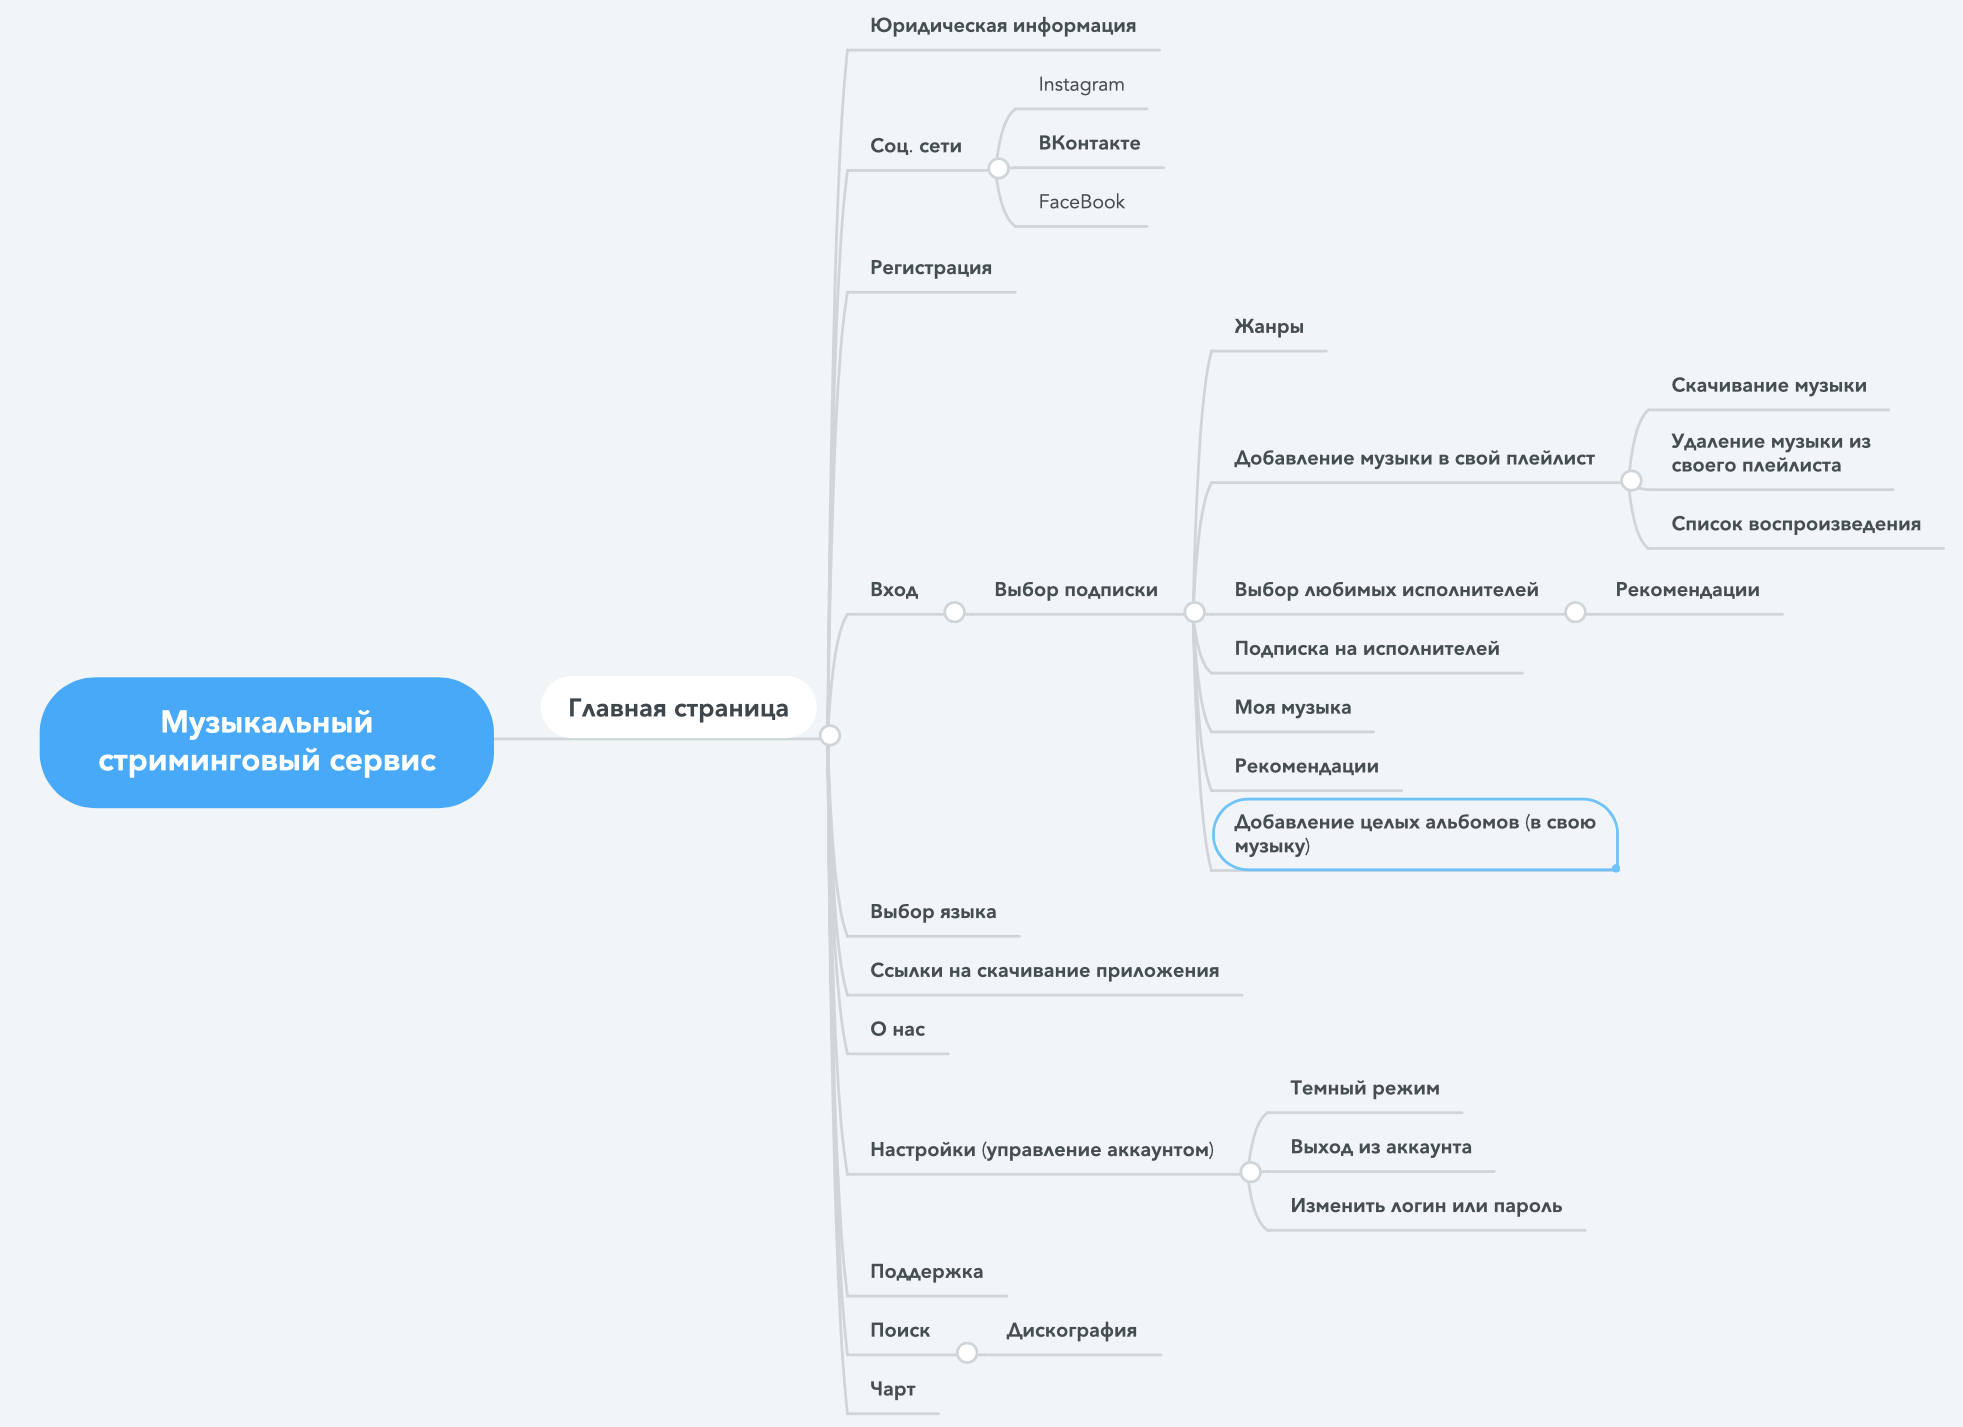 Юридическая информация
Instagram
Соц. сети
ВКонтакте
FaceBook
Регистрация
Жанры
Скачивание музыки
Добавление музыки в свой плейлист
Удаление музыки из
своего плейлиста
Список воспроизведения
Вход
Выбор подписки
Выбор любимых исполнителей
Рекомендации
Подписка на исполнителей
Моя музыка
Рекомендации
Добавление целых альбомов (в свою
музыку)
Главная страница
Музыкальный
стриминговый сервис
Выбор языка
Ссылки на скачивание приложения
О нас
Темный режим
Настройки (управление аккаунтом)
Выход из аккаунта
Изменить логин или пароль
Поддержка
Поиск
Дискография
Чарт